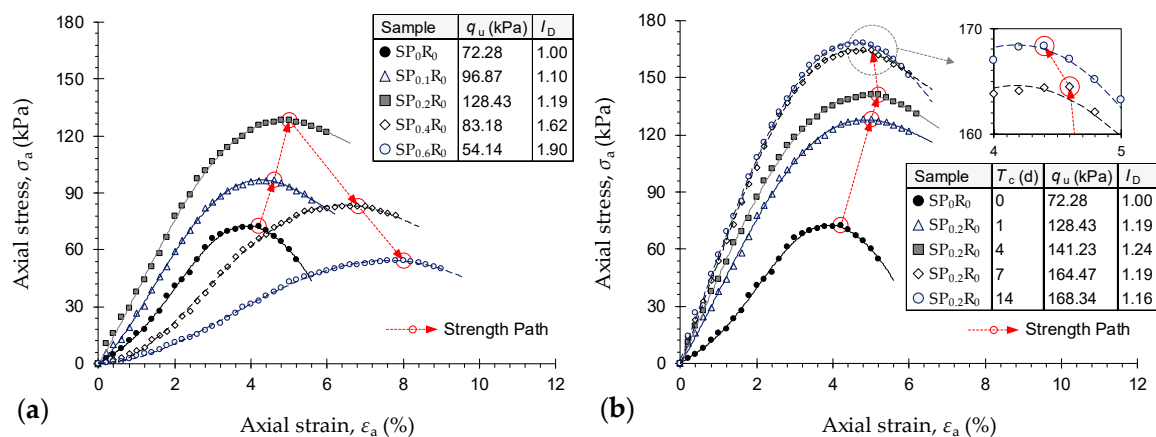 180
150
120
90
60
30
0
0 2 4 6 8 10 12
Axial stress, σa (kPa)
Axial strain, εa (%)
(a)
Sample qu (kPa) ID
SP0R0 72.28 1.00
SP0.1R0 96.87 1.10
SP0.2R0 128.43 1.19
SP0.4R0 83.18 1.62
SP0.6R0 54.14 1.90
Strength Path
180
150
120
90
60
30
0
0 2 4 6 8 10 12
Axial stress, σa (kPa)
Axial strain, εa (%)
(b)
170
160
4 5
Sample Tc (d) qu (kPa) ID
SP0R0 0 72.28 1.00
SP0.2R0 1 128.43 1.19
SP0.2R0 4 141.23 1.24
SP0.2R0 7 164.47 1.19
SP0.2R0 14 168.34 1.16
Strength Path